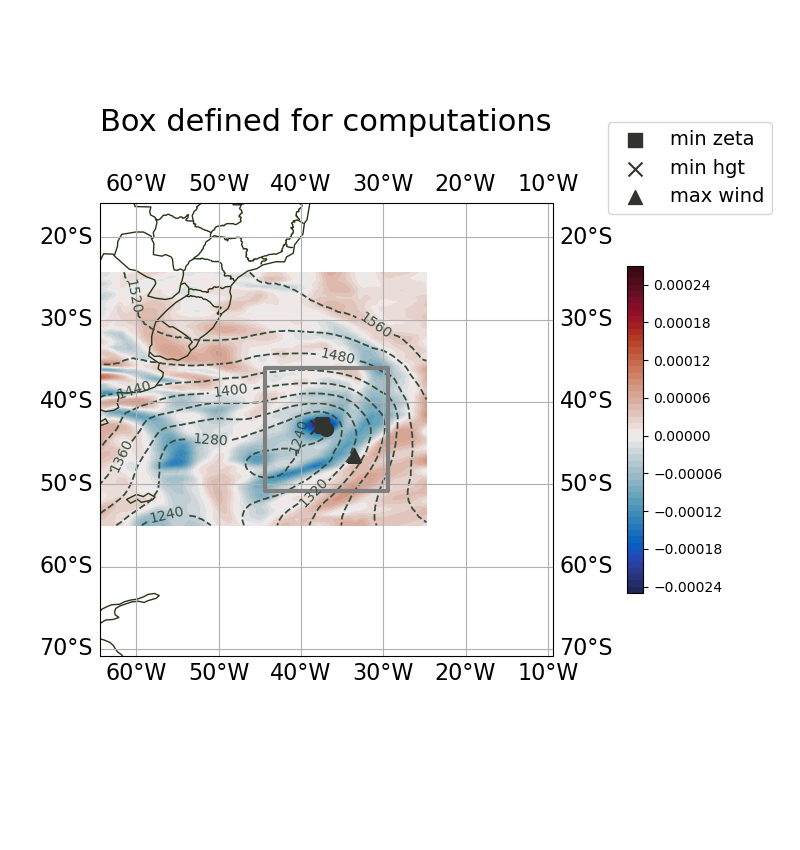 Box defined for computations
min zeta
min hgt
max wind
60°W 50°W 40°W 30°W 20°W 10°W
20°S 20°S
30°S 30°S
40°S 40°S
50°S 50°S
60°S 60°S
70°S 70°S
60°W 50°W 40°W 30°W 20°W 10°W
1520
1560
1480
1440
1400
1360
1280
1240
1320
1240
0.00024
0.00018
0.00012
0.00006
0.00000
−0.00006
−0.00012
−0.00018
−0.00024